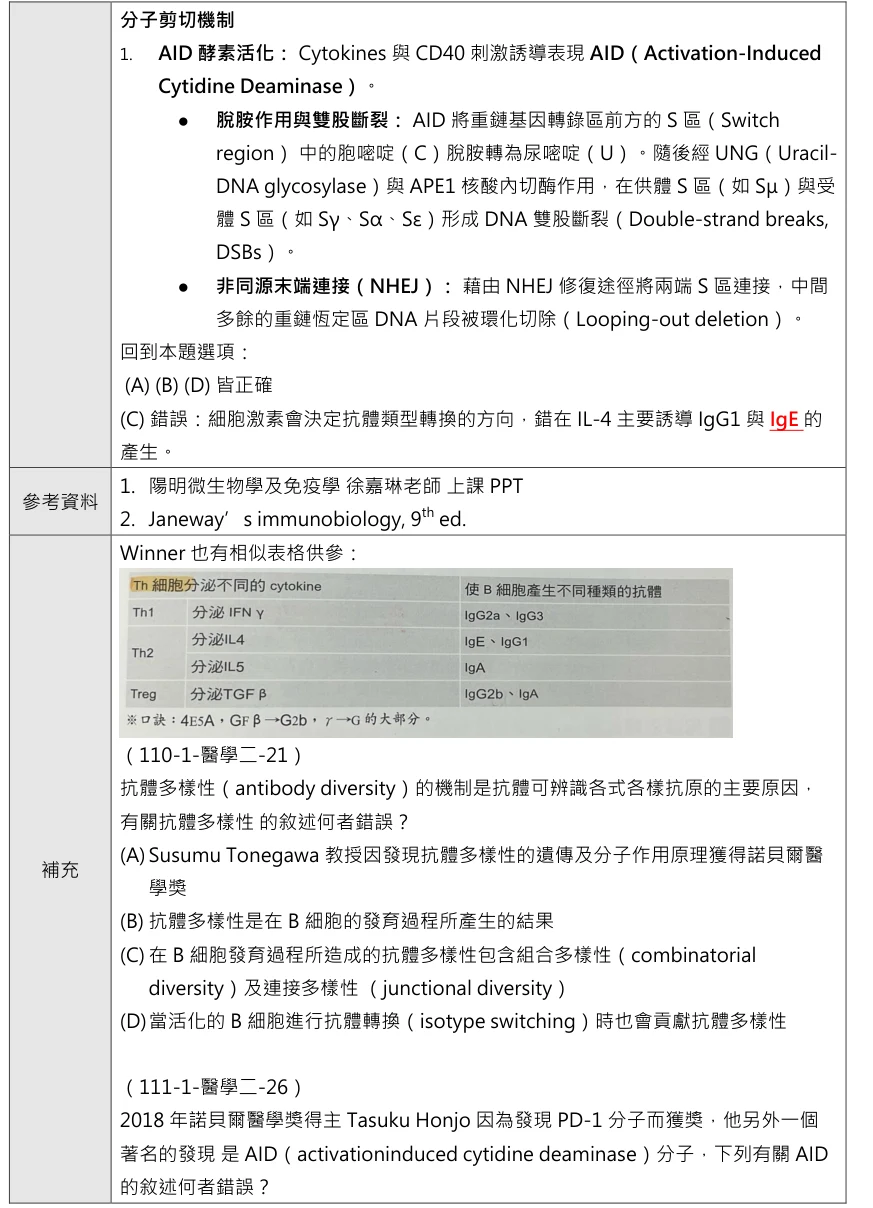 分子剪切機制
1. AID 酵素活化： Cytokines 與 CD40 刺激誘導表現 AID（Activation-Induced
Cytidine Deaminase）。
● 脫胺作用與雙股斷裂： AID 將重鏈基因轉錄區前方的 S 區（Switch
region） 中的胞嘧啶（C）脫胺轉為尿嘧啶（U）。隨後經 UNG（Uracil-
DNA glycosylase）與 APE1 核酸內切酶作用，在供體 S 區（如 Sμ）與受
體 S 區（如 Sγ、Sα、Sε）形成 DNA 雙股斷裂（Double-strand breaks,
DSBs）。
● 非同源末端連接（NHEJ）： 藉由 NHEJ 修復途徑將兩端 S 區連接，中間
多餘的重鏈恆定區 DNA 片段被環化切除（Looping-out deletion）。
回到本題選項：
(A) (B) (D) 皆正確
(C) 錯誤：細胞激素會決定抗體類型轉換的方向，錯在 IL-4 主要誘導 IgG1 與 IgE 的
產生。
參考資料
1. 陽明微生物學及免疫學 徐嘉琳老師 上課 PPT
2. Janeway’s immunobiology, 9th ed.
補充
Winner 也有相似表格供參：
Th 細胞分泌不同的 cytokine 使 B 細胞產生不同種類的抗體
Th1 分泌 IFN γ IgG2a、IgG3
Th2 分泌IL4 IgE、IgG1
分泌IL5 IgA
Treg 分泌TGF β IgG2b、IgA
※口訣：4E5A，GFβ→G2b，γ→G 的大部分。
（110-1-醫學二-21）
抗體多樣性（antibody diversity）的機制是抗體可辨識各式各樣抗原的主要原因，
有關抗體多樣性 的敘述何者錯誤？
(A) Susumu Tonegawa 教授因發現抗體多樣性的遺傳及分子作用原理獲得諾貝爾醫
學獎
(B) 抗體多樣性是在 B 細胞的發育過程所產生的結果
(C) 在 B 細胞發育過程所造成的抗體多樣性包含組合多樣性（combinatorial
diversity）及連接多樣性 （junctional diversity）
(D) 當活化的 B 細胞進行抗體轉換（isotype switching）時也會貢獻抗體多樣性
（111-1-醫學二-26）
2018 年諾貝爾醫學獎得主 Tasuku Honjo 因為發現 PD-1 分子而獲獎，他另外一個
著名的發現 是 AID（activationinduced cytidine deaminase）分子，下列有關 AID
的敘述何者錯誤？